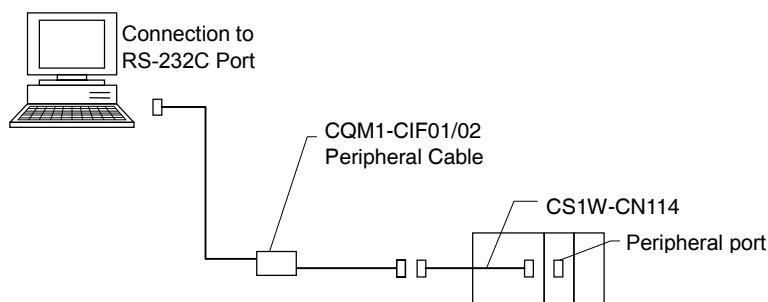 Connection to
RS-232C Port
CQM1-CIF01/02
Peripheral Cable
CS1W-CN114
Peripheral port